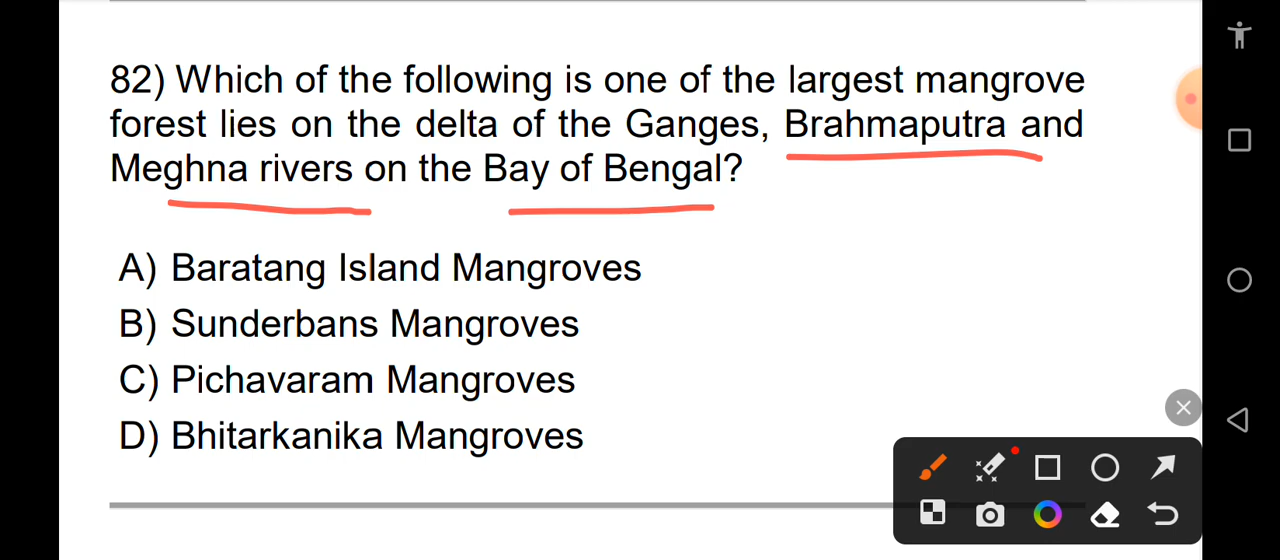 82) Which of the following is one of the largest mangrove
forest lies on the delta of the Ganges, Brahmaputra and
Meghna rivers on the Bay of Bengal?
A) Baratang Island Mangroves
B) Sunderbans Mangroves
C) Pichavaram Mangroves
D) Bhitarkanika Mangroves